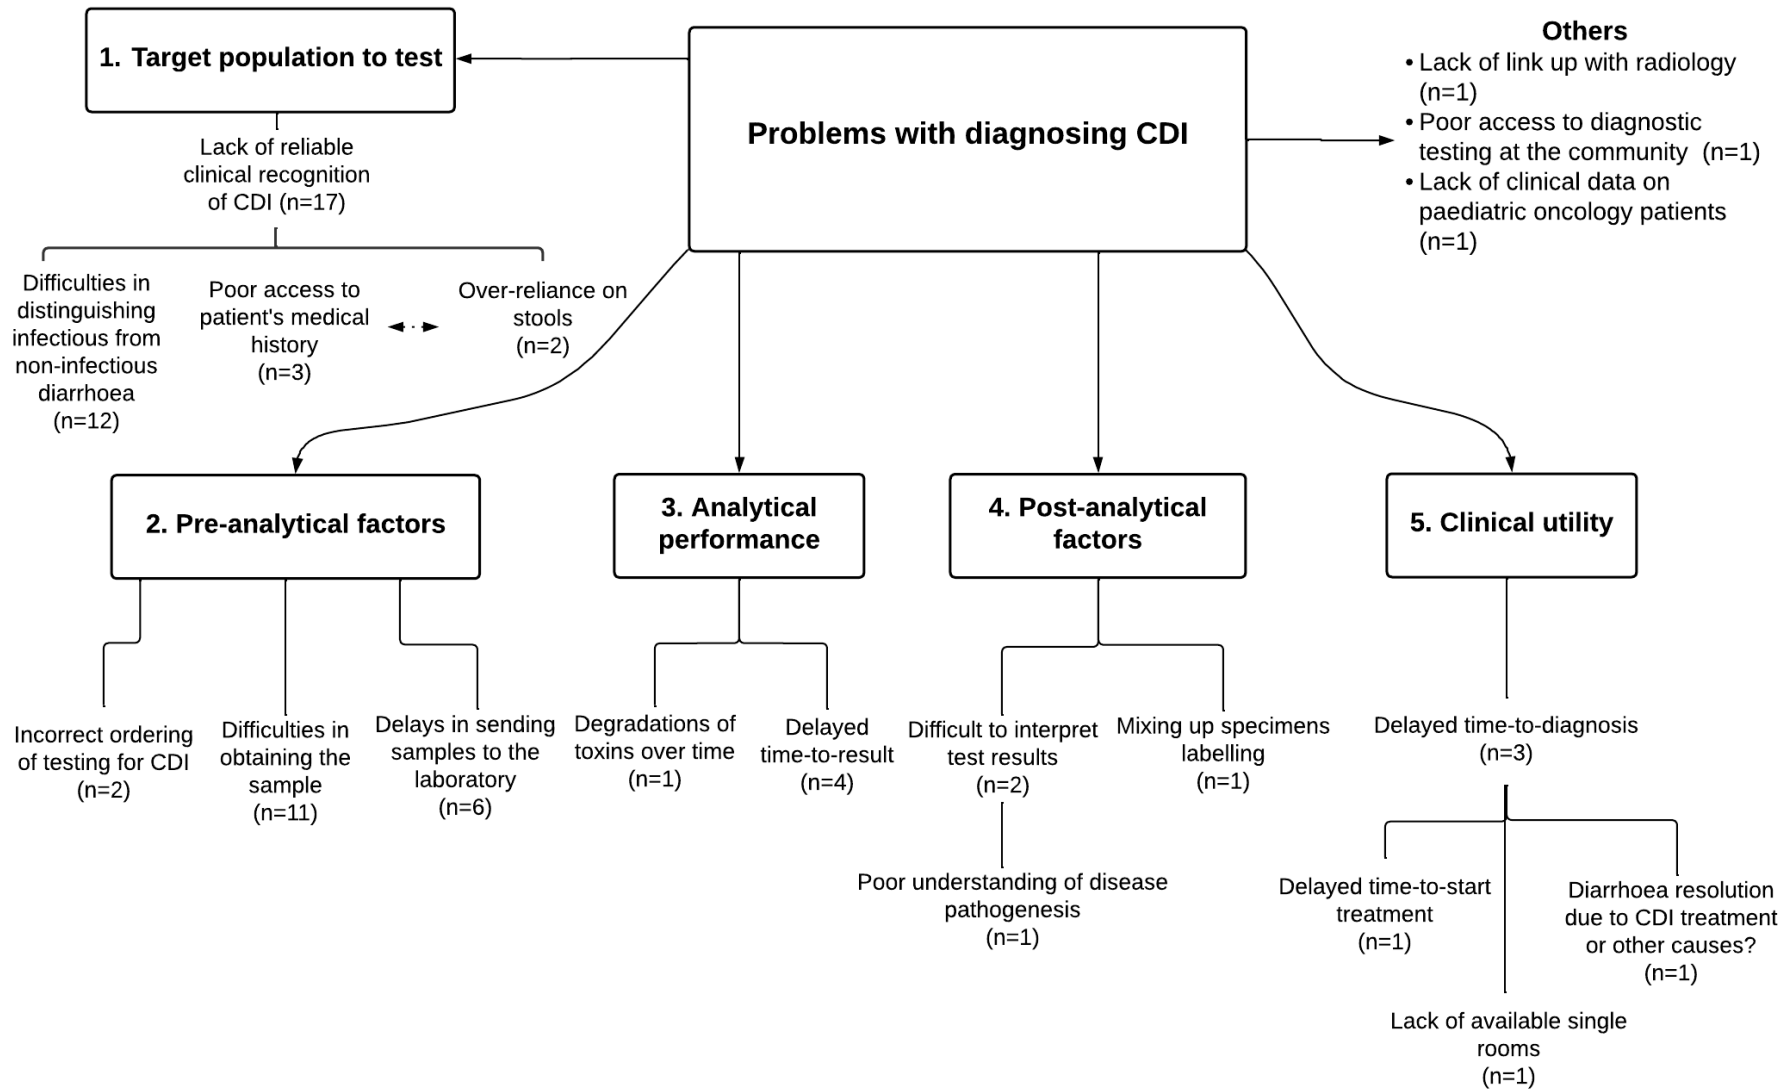 1. Target population to test
Problems with diagnosing CDI
Others
• Lack of link up with radiology
(n=1)
• Poor access to diagnostic
testing at the community (n=1)
• Lack of clinical data on
paediatric oncology patients
(n=1)
Lack of reliable
clinical recognition
of CDI (n=17)
Difficulties in
distinguishing
infectious from
non-infectious
diarrhoea
(n=12)
Poor access to
patient's medical
history
(n=3)
Over-reliance on
stools
(n=2)
2. Pre-analytical factors
3. Analytical
performance
4. Post-analytical
factors
5. Clinical utility
Incorrect ordering
of testing for CDI
(n=2)
Difficulties in
obtaining the
sample
(n=11)
Delays in sending
samples to the
laboratory
(n=6)
Degradations of
toxins over time
(n=1)
Delayed
time-to-result
(n=4)
Difficult to interpret
test results
(n=2)
Poor understanding of disease
pathogenesis
(n=1)
Mixing up specimens
labelling
(n=1)
Delayed time-to-diagnosis
(n=3)
Delayed time-to-start
treatment
(n=1)
Lack of available single
rooms
(n=1)
Diarrhoea resolution
due to CDI treatment
or other causes?
(n=1)